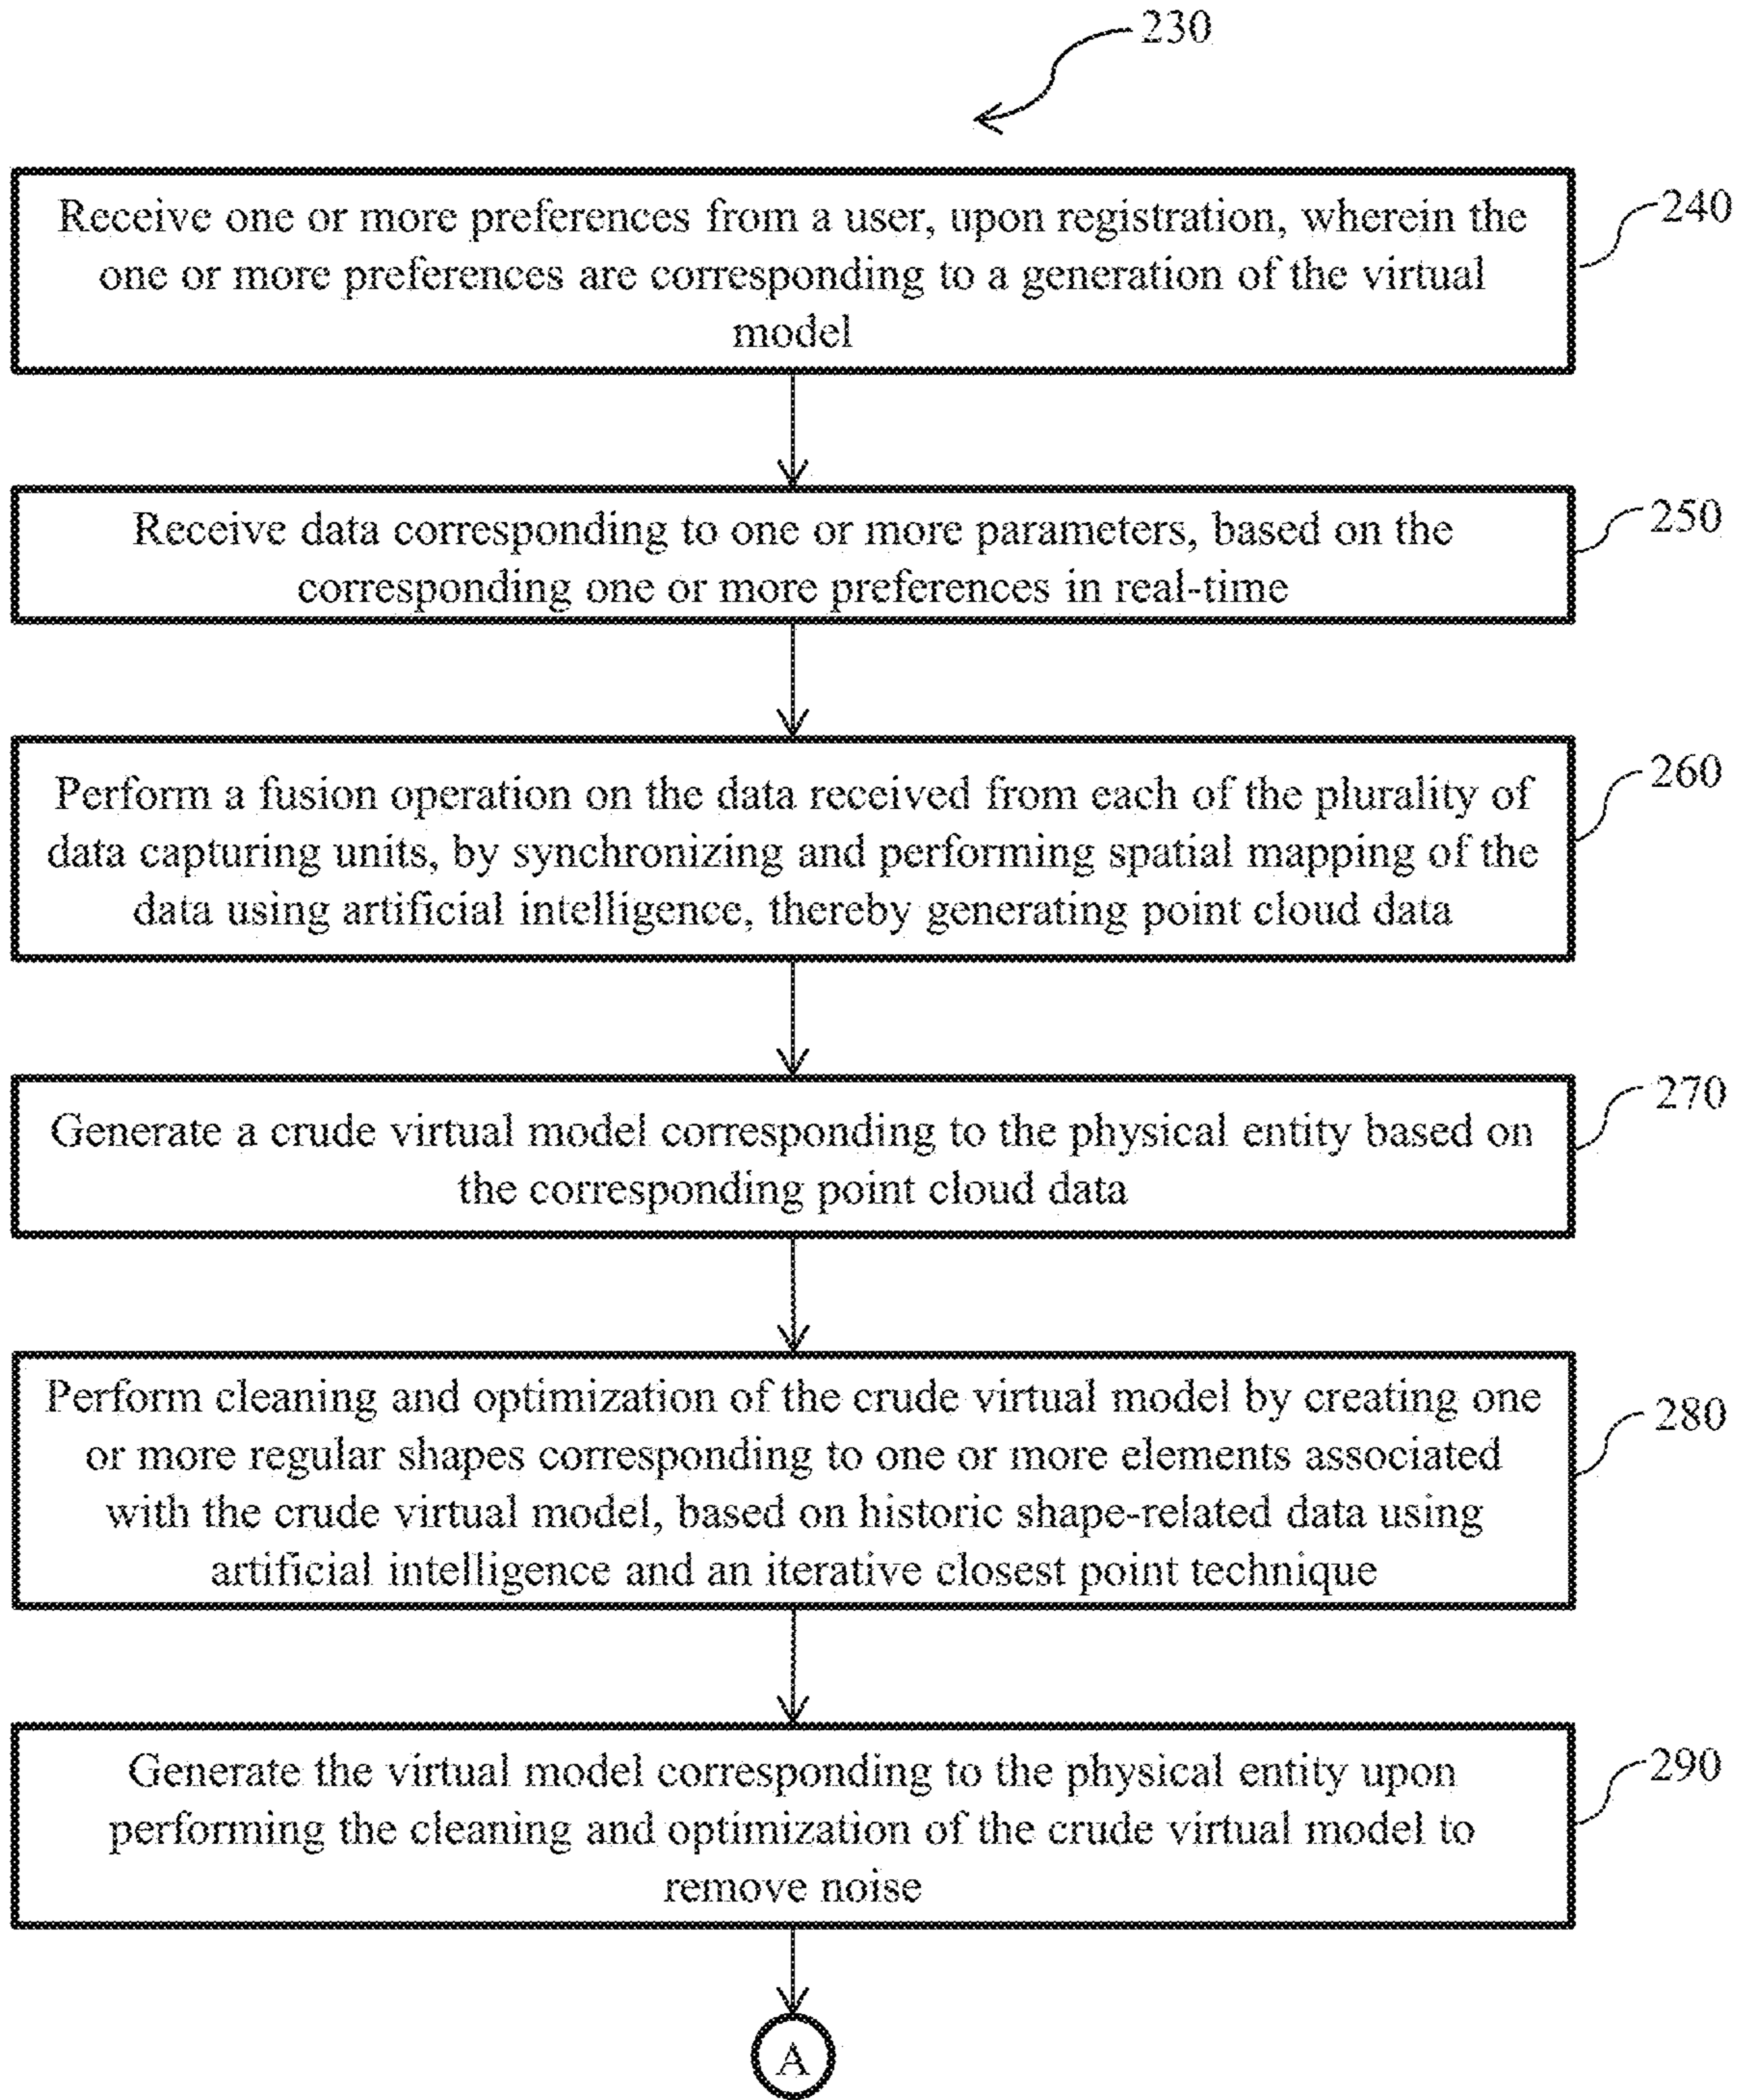 230
Receive one or more preferences from a user, upon registration, wherein the
one or more preferences are corresponding to a generation of the virtual
model
240
Receive data corresponding to one or more parameters, based on the
corresponding one or more preferences in real-time
250
Perform a fusion operation on the data received from each of the plurality of
data capturing units, by synchronizing and performing spatial mapping of the
data using artificial intelligence, thereby generating point cloud data
260
Generate a crude virtual model corresponding to the physical entity based on
the corresponding point cloud data
270
Perform cleaning and optimization of the crude virtual model by creating one
or more regular shapes corresponding to one or more elements associated
with the crude virtual model, based on historic shape-related data using
artificial intelligence and an iterative closest point technique
280
Generate the virtual model corresponding to the physical entity upon
performing the cleaning and optimization of the crude virtual model to
remove noise
290
A